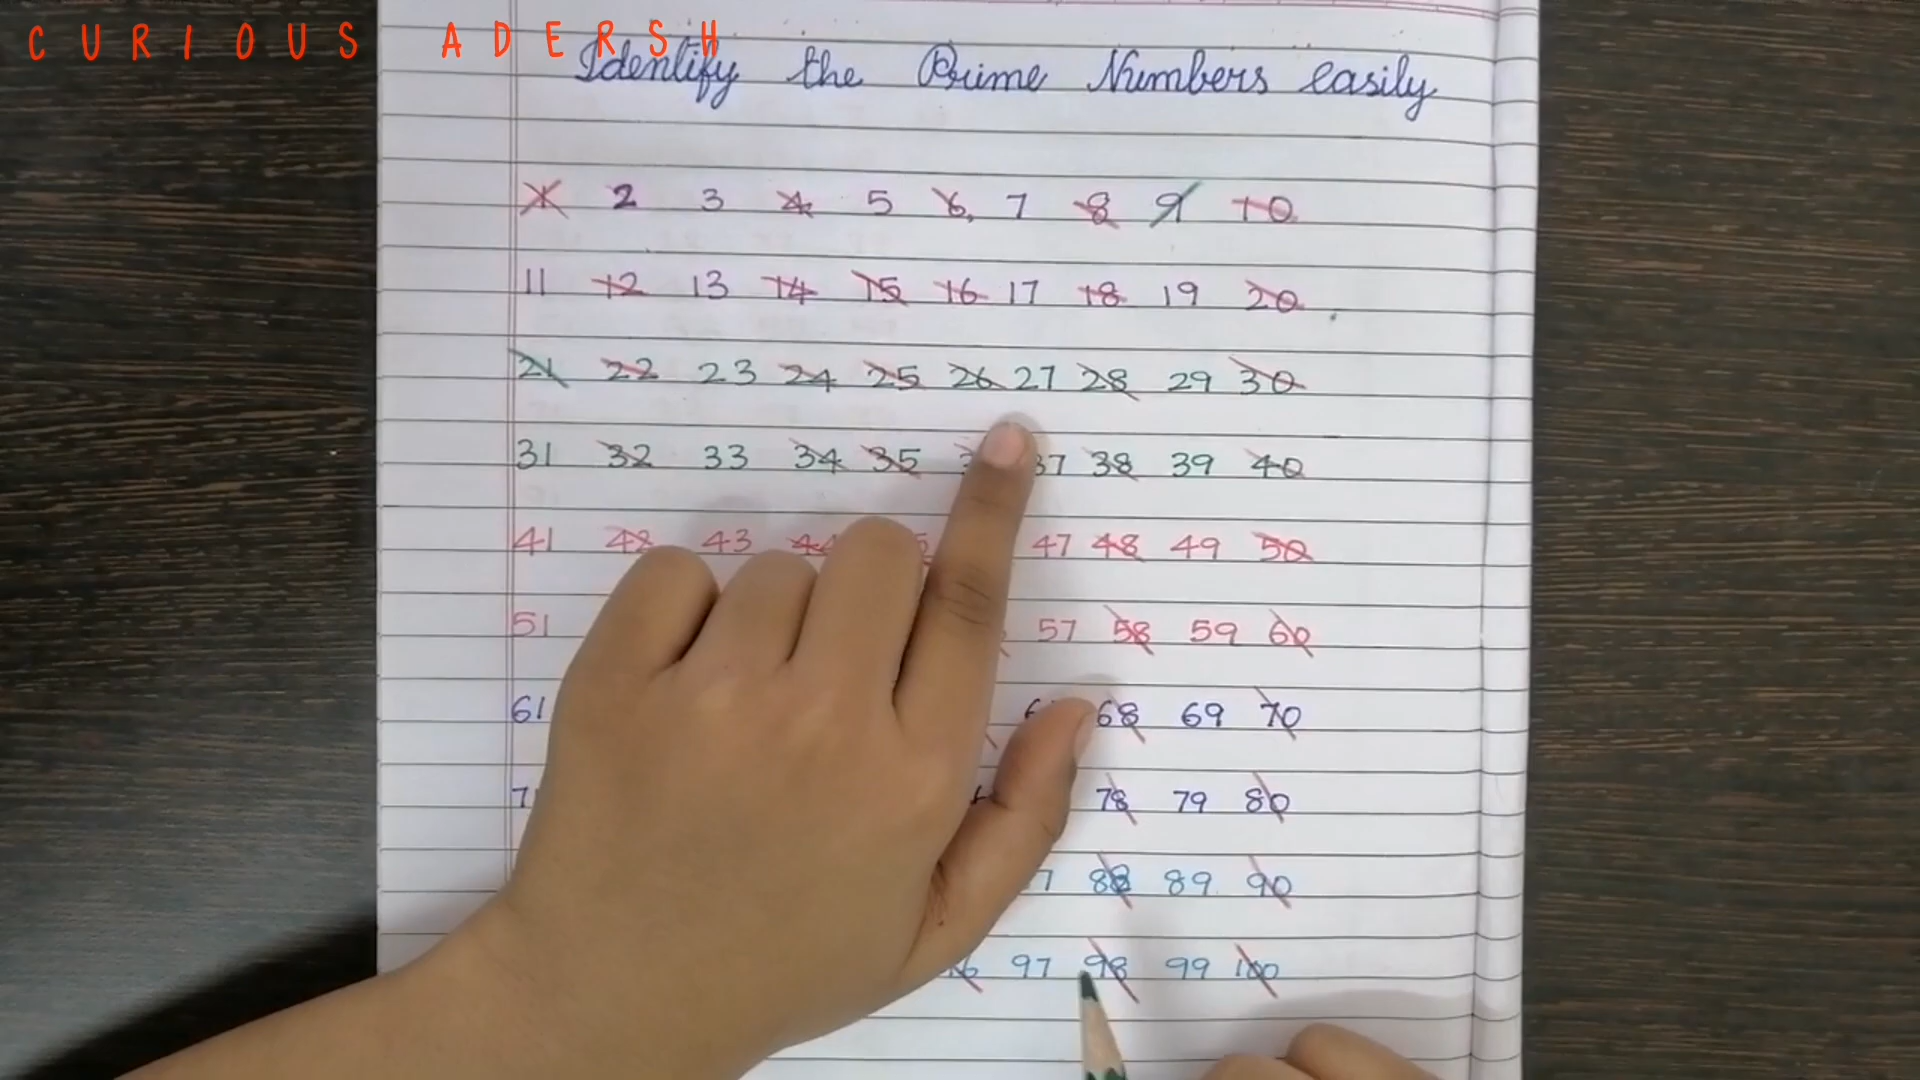 CURIOUS ADERSH
Identify the Prime Numbers easily
1 2 3 4 5 6 7 8 9 10
11 12 13 14 15 16 17 18 19 20
21 22 23 24 25 26 27 28 29 30
31 32 33 34 35 37 38 39 40
41 42 43 44 47 48 49 50
51 57 58 59 60
61 68 69 70
78 79 80
88 89 90
97 98 99 100